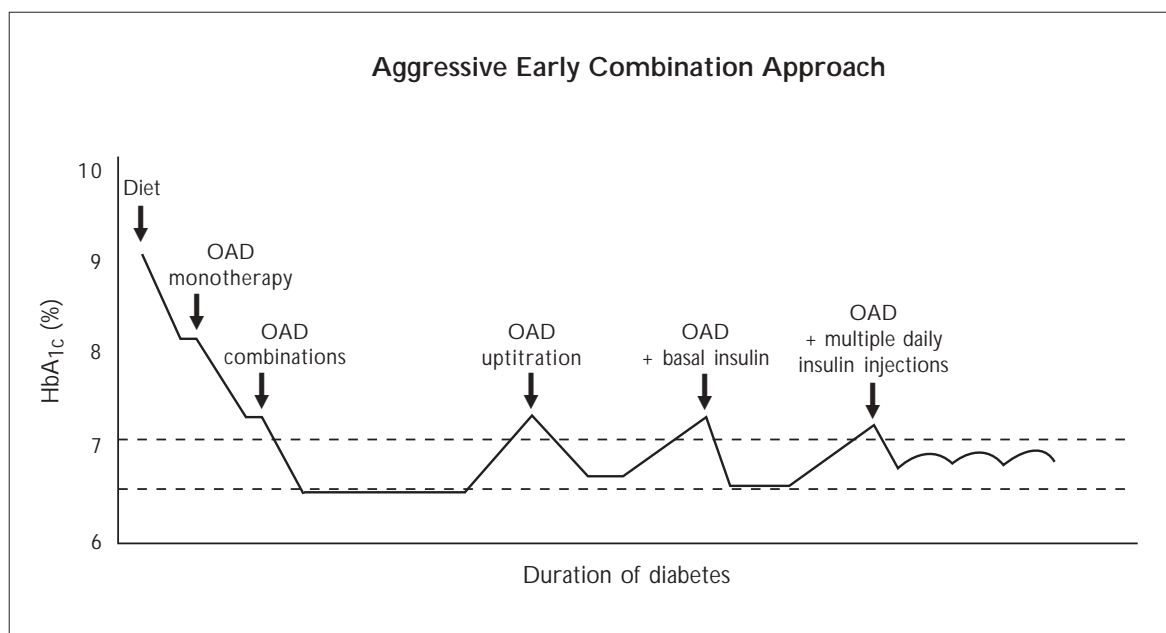 Aggressive Early Combination Approach
10
9
8
7
6
HbA1c (%)
Diet
OAD
monotherapy
OAD
combinations
OAD
uptitration
OAD
+ basal insulin
OAD
+ multiple daily
insulin injections
Duration of diabetes